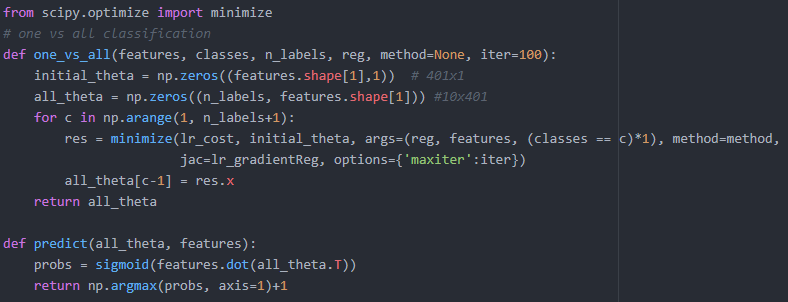 from scipy.optimize import minimize
# one vs all classification
def one_vs_all(features, classes, n_labels, reg, method=None, iter=100):
    initial_theta = np.zeros((features.shape[1],1))  # 401x1
    all_theta = np.zeros((n_labels, features.shape[1])) #10x401
    for c in np.arange(1, n_labels+1):
        res = minimize(lr_cost, initial_theta, args=(reg, features, (classes == c)*1), method=method,
                       jac=lr_gradientReg, options={'maxiter':iter})
        all_theta[c-1] = res.x
    return all_theta

def predict(all_theta, features):
    probs = sigmoid(features.dot(all_theta.T))
    return np.argmax(probs, axis=1)+1